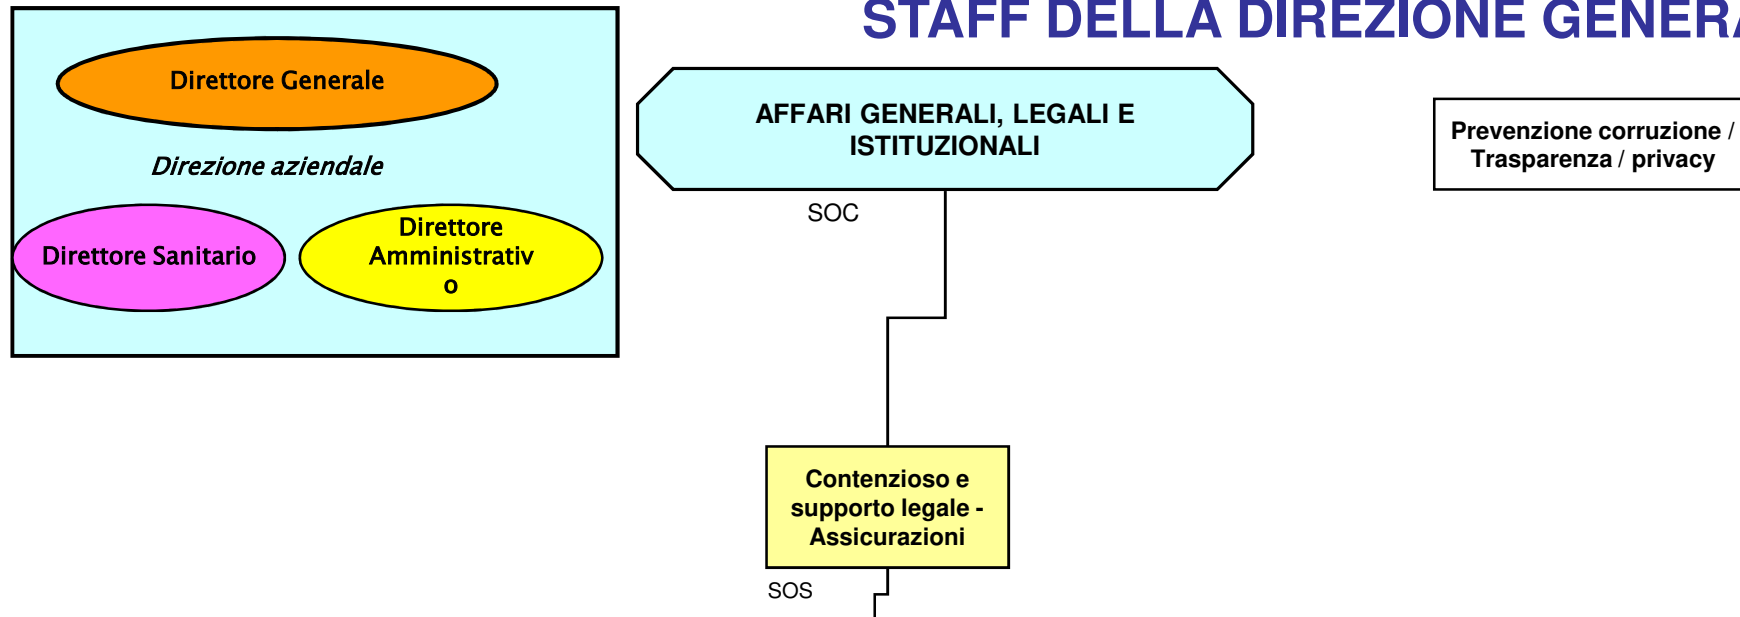 STAFF DELLA DIREZIONE GENERA
Direttore Generale
Direzione aziendale
Direttore Sanitario
Direttore
Amministrativ
o
AFFARI GENERALI, LEGALI E
ISTITUZIONALI
SOC
Prevenzione corruzione /
Trasparenza / privacy
Contenzioso e
supporto legale -
Assicurazioni
SOS